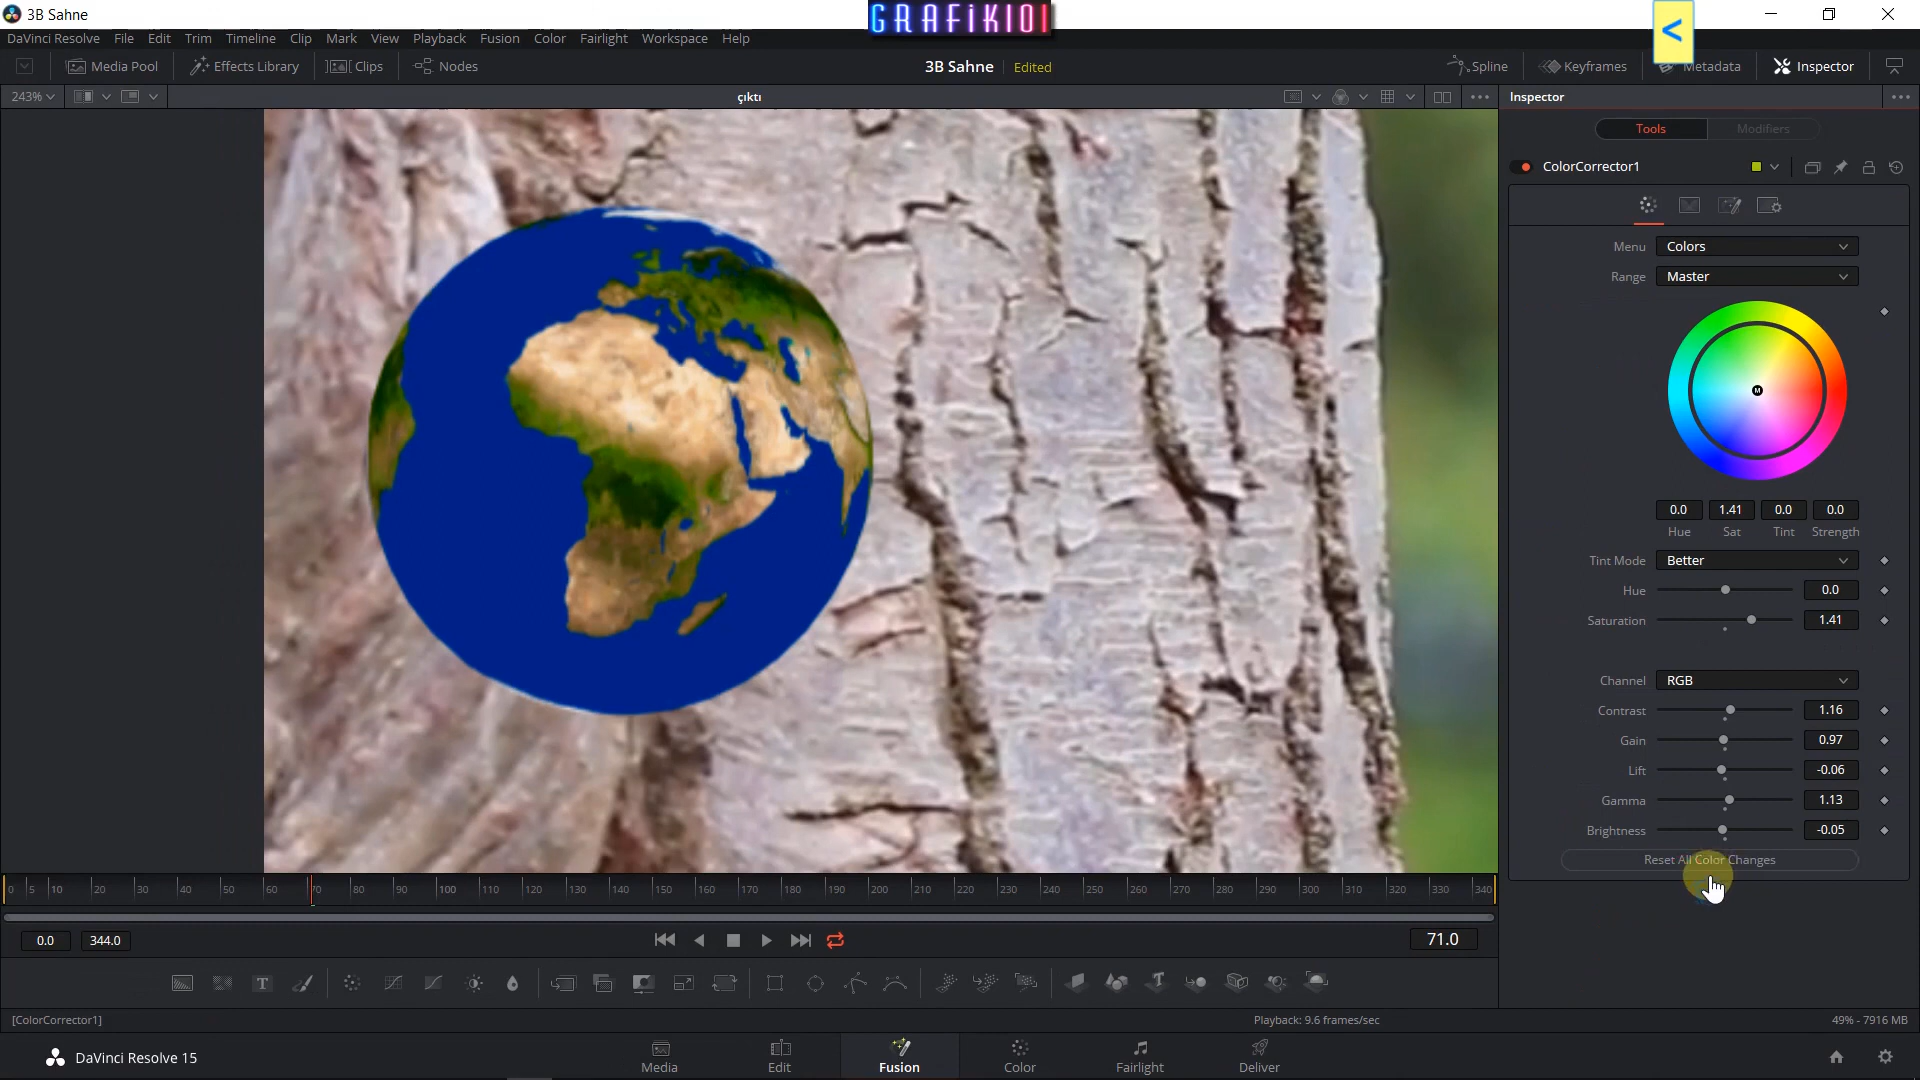 3B Sahne
GRAFiK101
<
DaVinci Resolve File Edit Trim Timeline Clip Mark View Playback Fusion Color Fairlight Workspace Help
Media Pool Effects Library Clips Nodes 3B Sahne Edited Spline Keyframes Metadata Inspector
243% çıktı Inspector
Tools Modifiers
ColorCorrector1
Menu Colors
Range Master
M
0.0 1.41 0.0 0.0
Hue Sat Tint Strength
Tint Mode Better
Hue 0.0
Saturation 1.41
Channel RGB
Contrast 1.16
Gain 0.97
Lift -0.06
Gamma 1.13
Brightness -0.05
Reset All Color Changes
0 5 10 20 30 40 50 60 70 80 90 100 110 120 130 140 150 160 170 180 190 200 210 220 230 240 250 260 270 280 290 300 310 320 330 340
0.0 344.0 71.0
T T
[ColorCorrector1] Playback: 9.6 frames/sec 49% - 7916 MB
DaVinci Resolve 15 Media Edit Fusion Color Fairlight Deliver